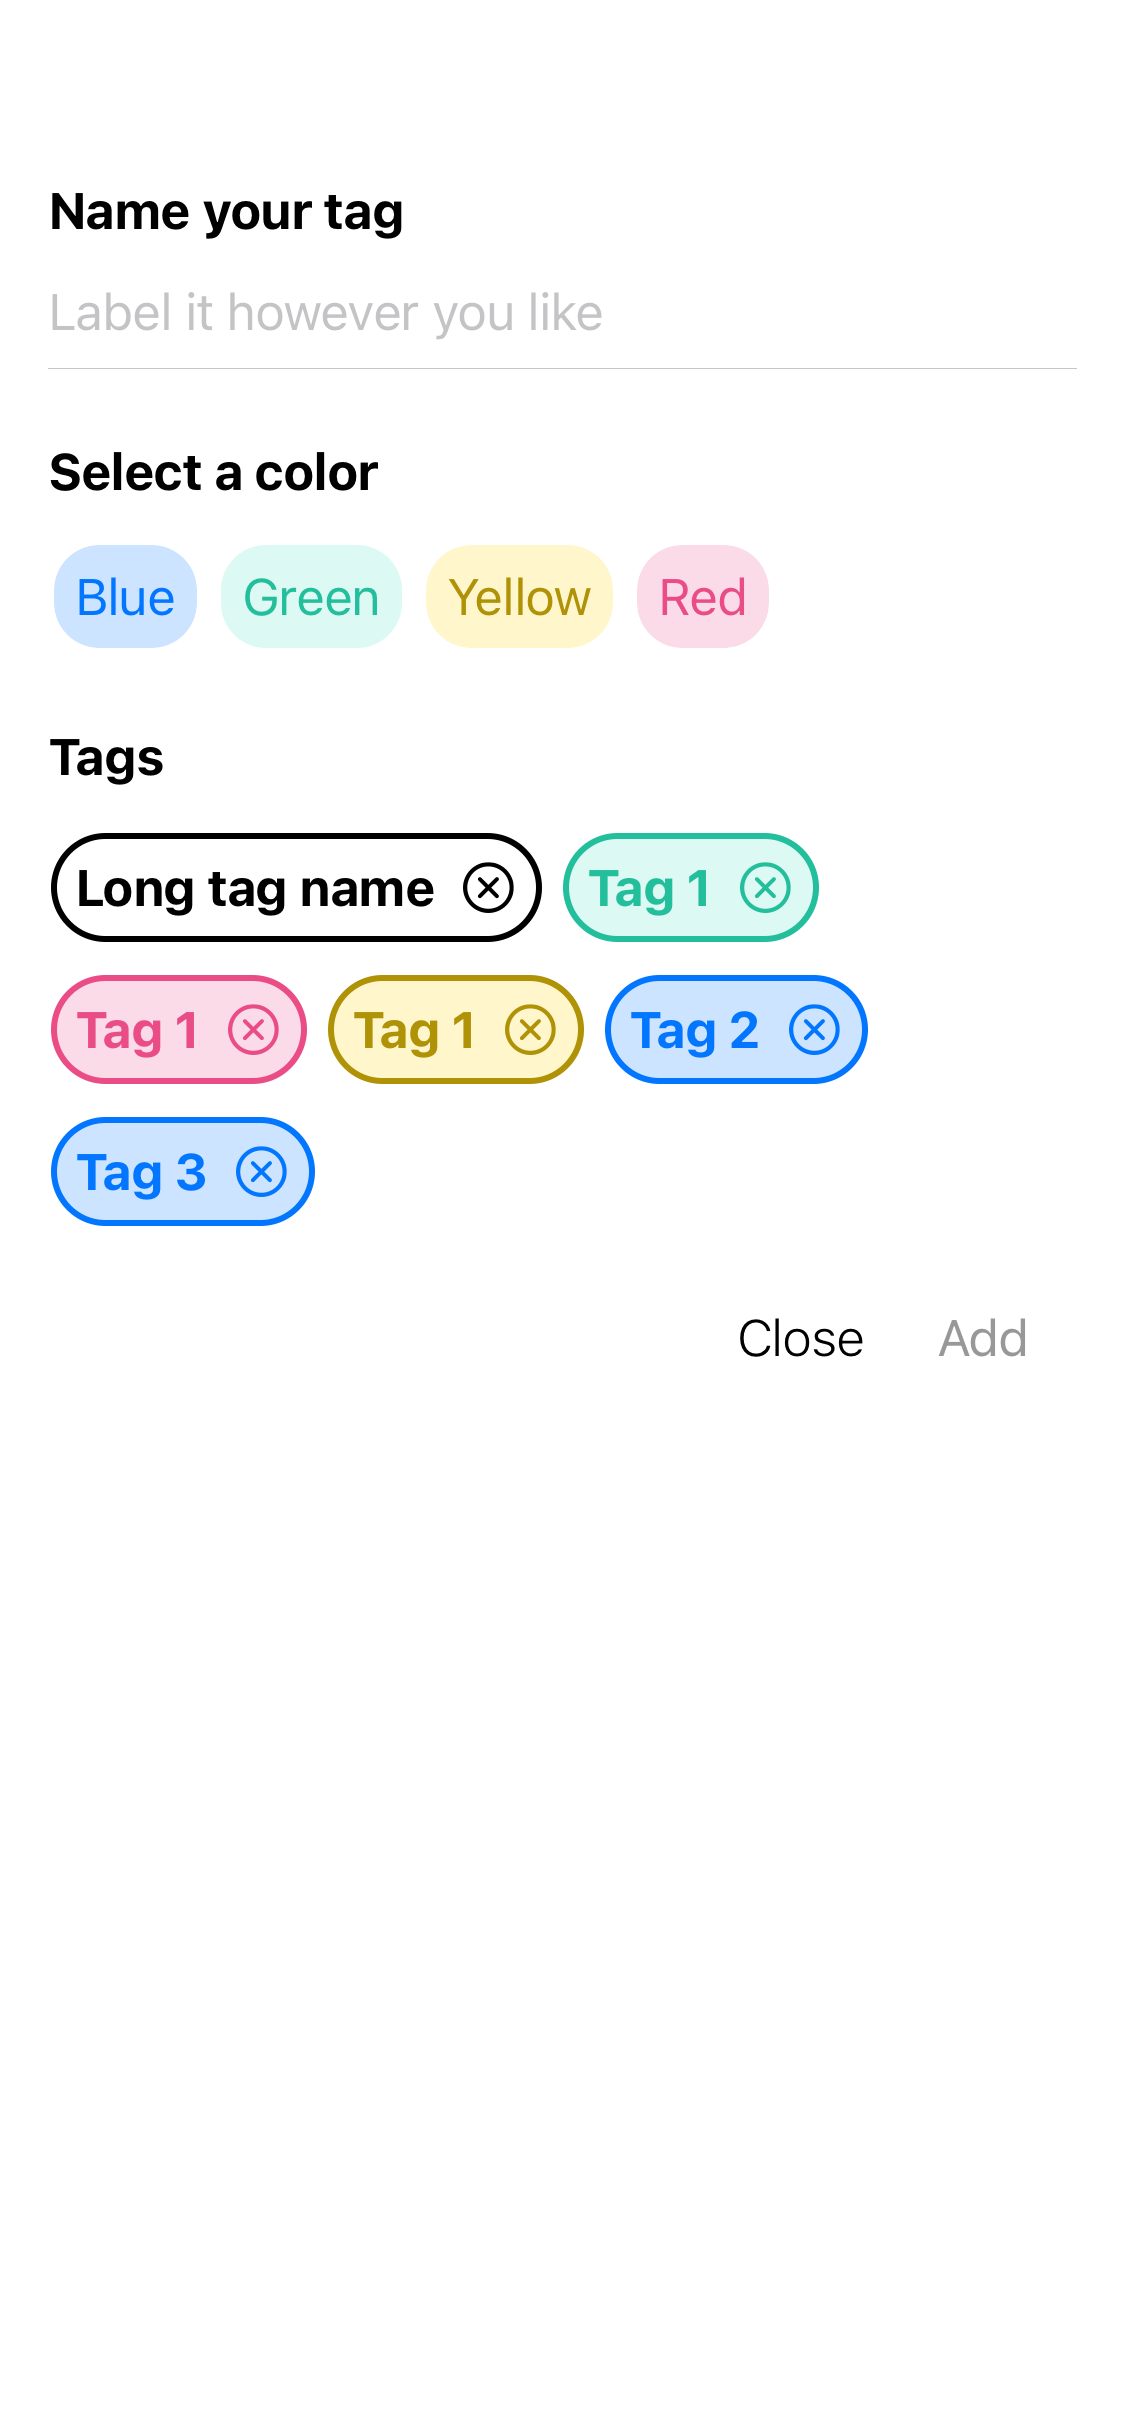 Name your tag
Label it however you like
Select a color
Blue Green Yellow Red
Tags
Long tag name Tag 1
Tag 1 Tag 1 Tag 2
Tag 3
Close Add